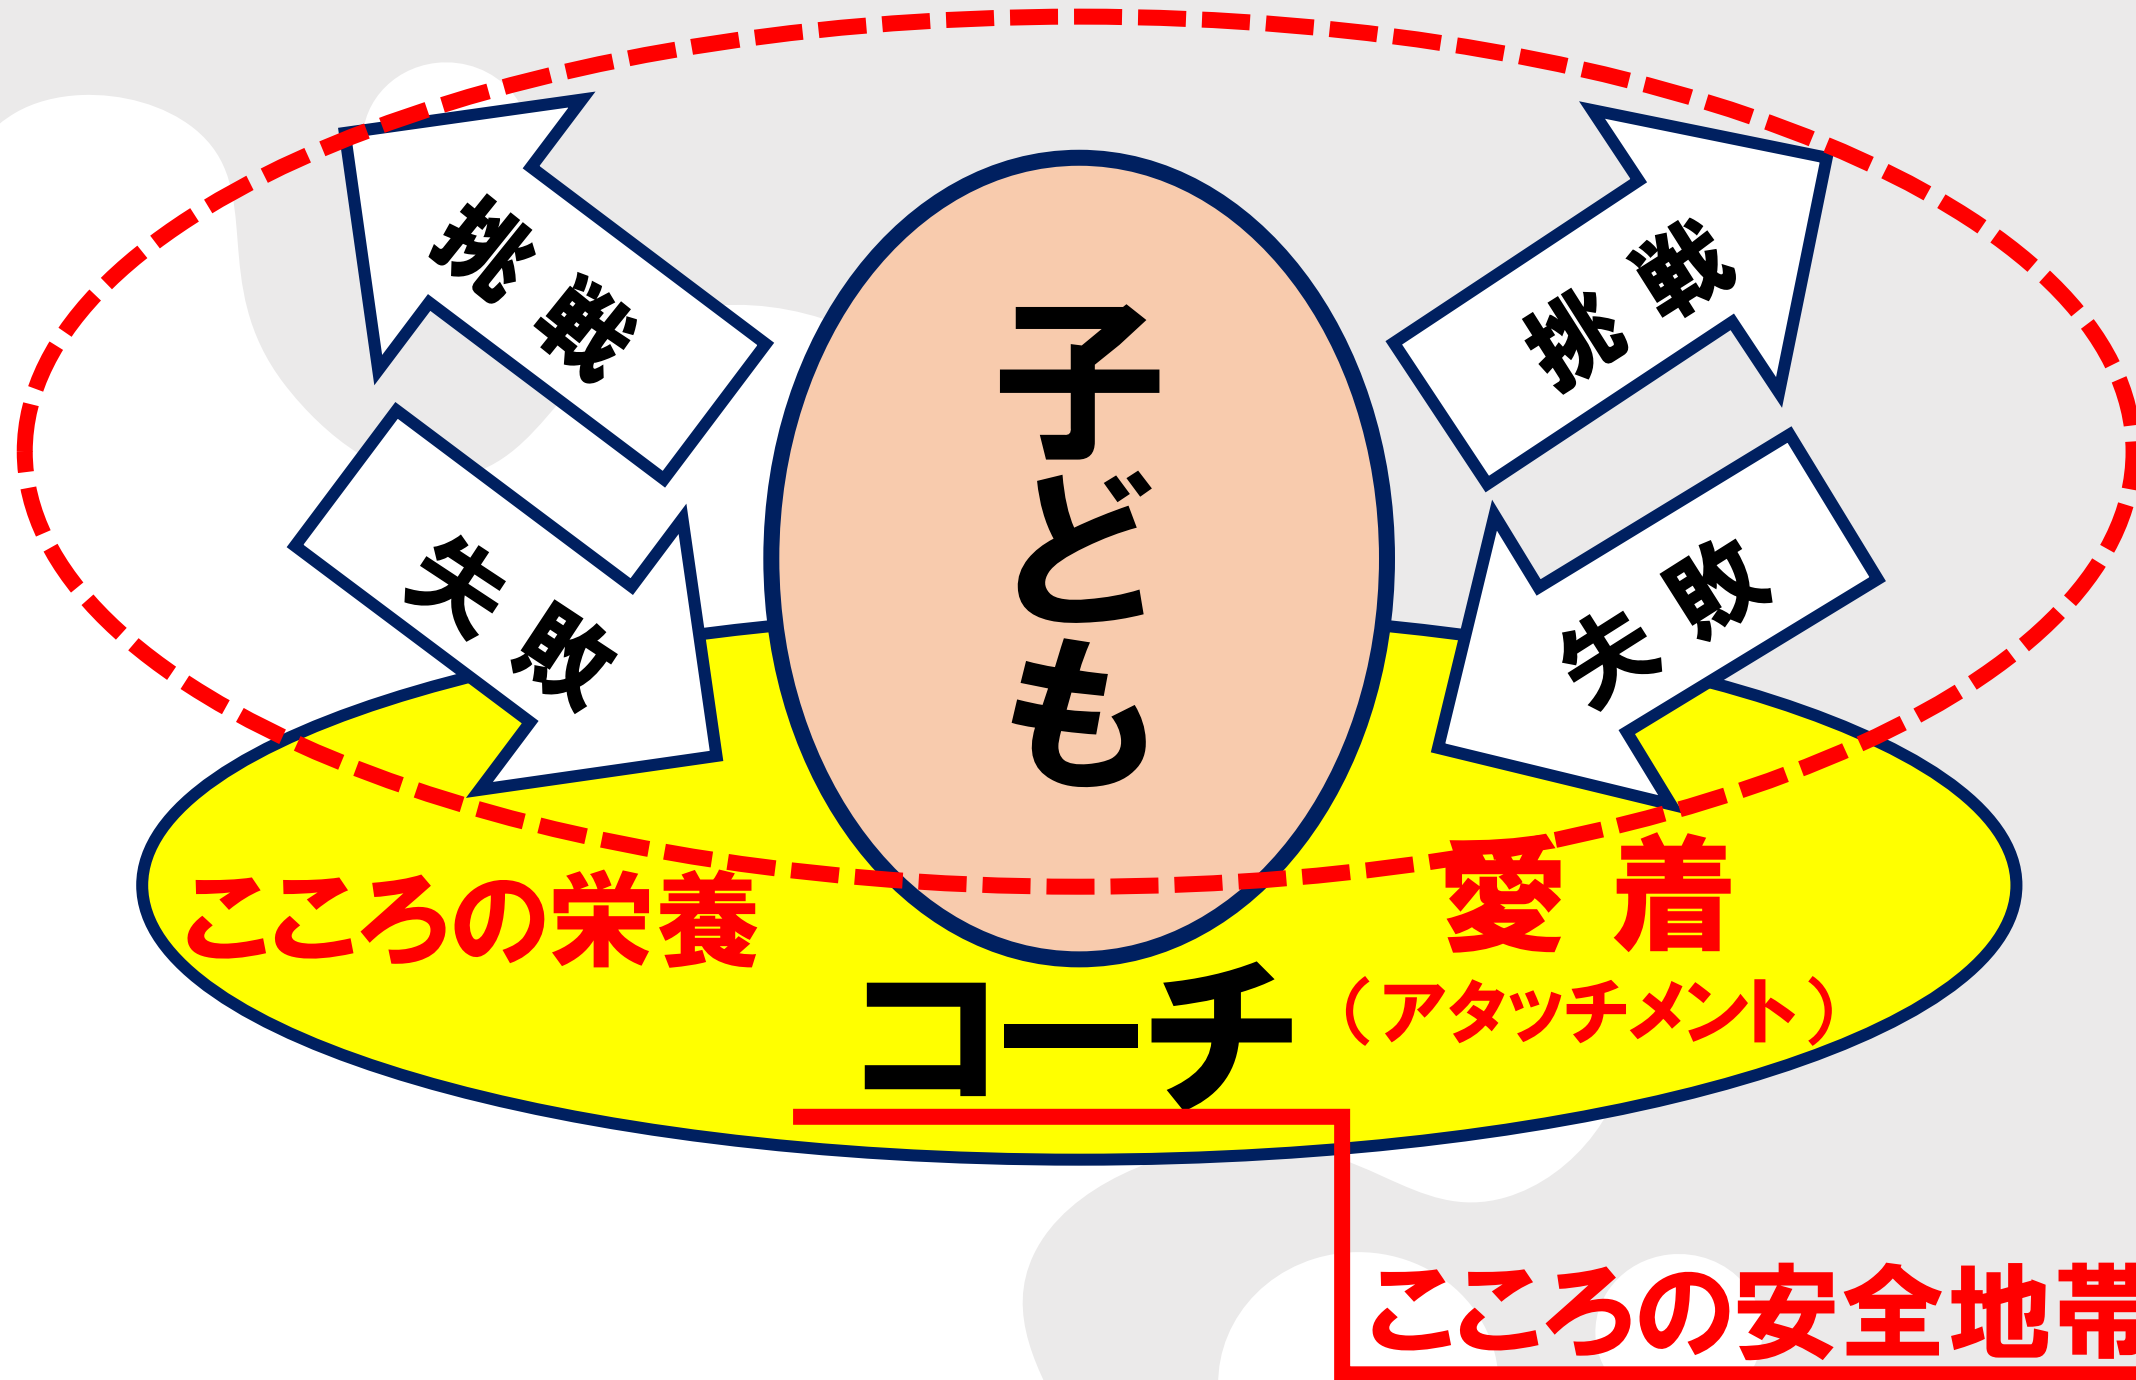 挑戦
挑戦
子ども
失敗
失敗
こころの栄養
愛着
（アタッチメント）
コーチ
こころの安全地帯